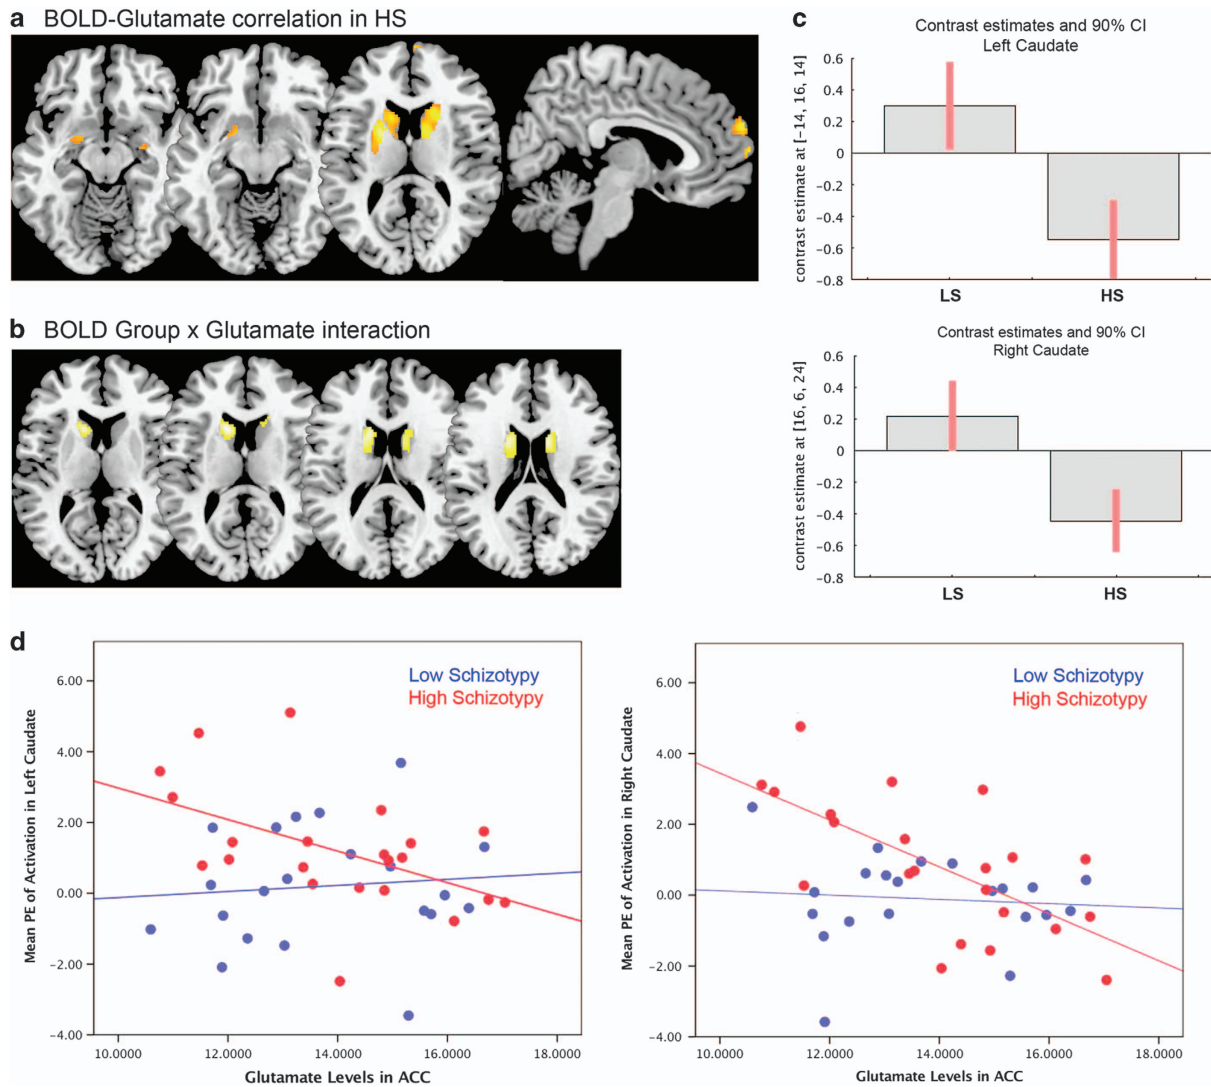 a BOLD-Glutamate correlation in HS
b BOLD Group x Glutamate interaction
c
Contrast estimates and 90% CI
Left Caudate
contrast estimate at [−14, 16, 14]
0.6
0.4
0.2
0
−0.2
−0.4
−0.6
−0.8
LS HS
Contrast estimates and 90% CI
Right Caudate
contrast estimate at [16, 6, 24]
0.6
0.4
0.2
0
−0.2
−0.4
−0.6
−0.8
LS HS
d
Low Schizotypy
High Schizotypy
Mean PE of Activation in Left Caudate
6.00
4.00
2.00
0.00
−2.00
−4.00
10.0000 12.0000 14.0000 16.0000 18.0000
Glutamate Levels in ACC
Low Schizotypy
High Schizotypy
Mean PE of Activation in Right Caudate
6.00
4.00
2.00
0.00
−2.00
−4.00
10.0000 12.0000 14.0000 16.0000 18.0000
Glutamate Levels in ACC